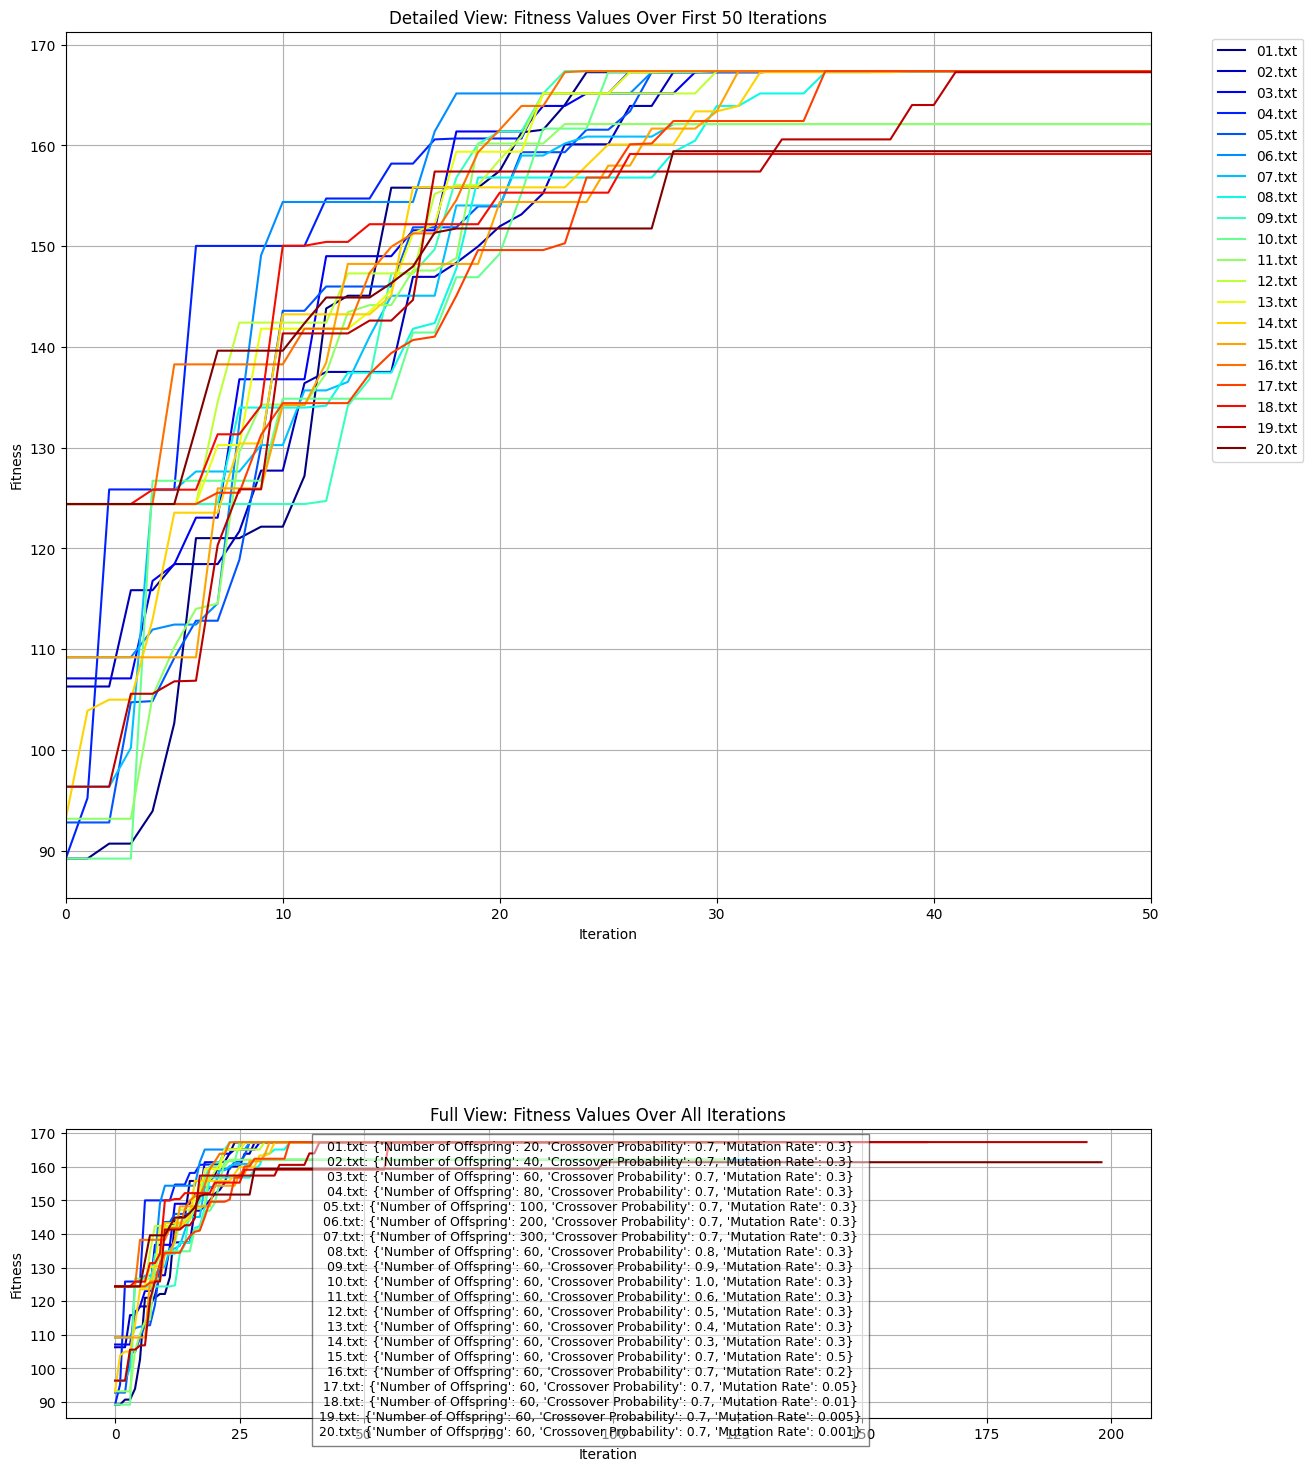 Detailed View: Fitness Values Over First 50 Iterations
170
160
150
140
130
120
110
100
90
Fitness
0 10 20 30 40 50
Iteration
01.txt
02.txt
03.txt
04.txt
05.txt
06.txt
07.txt
08.txt
09.txt
10.txt
11.txt
12.txt
13.txt
14.txt
15.txt
16.txt
17.txt
18.txt
19.txt
20.txt
Full View: Fitness Values Over All Iterations
170
160
150
140
130
120
110
100
90
Fitness
01.txt: {'Number of Offspring': 20, 'Crossover Probability': 0.7, 'Mutation Rate': 0.3}
02.txt: {'Number of Offspring': 40, 'Crossover Probability': 0.7, 'Mutation Rate': 0.3}
03.txt: {'Number of Offspring': 60, 'Crossover Probability': 0.7, 'Mutation Rate': 0.3}
04.txt: {'Number of Offspring': 80, 'Crossover Probability': 0.7, 'Mutation Rate': 0.3}
05.txt: {'Number of Offspring': 100, 'Crossover Probability': 0.7, 'Mutation Rate': 0.3}
06.txt: {'Number of Offspring': 200, 'Crossover Probability': 0.7, 'Mutation Rate': 0.3}
07.txt: {'Number of Offspring': 300, 'Crossover Probability': 0.7, 'Mutation Rate': 0.3}
08.txt: {'Number of Offspring': 60, 'Crossover Probability': 0.8, 'Mutation Rate': 0.3}
09.txt: {'Number of Offspring': 60, 'Crossover Probability': 0.9, 'Mutation Rate': 0.3}
10.txt: {'Number of Offspring': 60, 'Crossover Probability': 1.0, 'Mutation Rate': 0.3}
11.txt: {'Number of Offspring': 60, 'Crossover Probability': 0.6, 'Mutation Rate': 0.3}
12.txt: {'Number of Offspring': 60, 'Crossover Probability': 0.5, 'Mutation Rate': 0.3}
13.txt: {'Number of Offspring': 60, 'Crossover Probability': 0.4, 'Mutation Rate': 0.3}
14.txt: {'Number of Offspring': 60, 'Crossover Probability': 0.3, 'Mutation Rate': 0.3}
15.txt: {'Number of Offspring': 60, 'Crossover Probability': 0.7, 'Mutation Rate': 0.5}
16.txt: {'Number of Offspring': 60, 'Crossover Probability': 0.7, 'Mutation Rate': 0.2}
17.txt: {'Number of Offspring': 60, 'Crossover Probability': 0.7, 'Mutation Rate': 0.05}
18.txt: {'Number of Offspring': 60, 'Crossover Probability': 0.7, 'Mutation Rate': 0.01}
19.txt: {'Number of Offspring': 60, 'Crossover Probability': 0.7, 'Mutation Rate': 0.005}
20.txt: {'Number of Offspring': 60, 'Crossover Probability': 0.7, 'Mutation Rate': 0.001}
0 25 50 75 100 125 150 175 200
Iteration